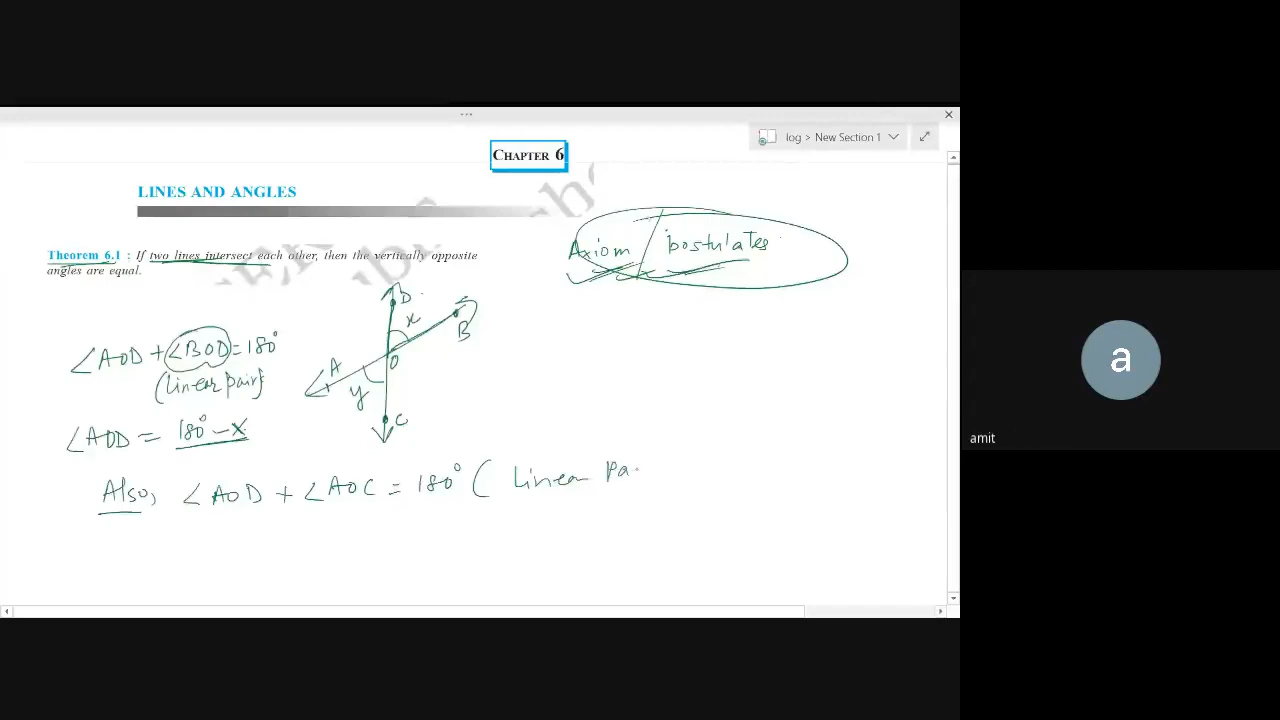 log > New Section 1
CHAPTER 6
LINES AND ANGLES
Axiom / postulates
Theorem 6.1 : If two lines intersect each other, then the vertically opposite
angles are equal.
D
x
B
∠AOD + ∠BOD = 180°
O
(linear pair)
A
y
C
∠AOD = 180° - x
Also, ∠AOD + ∠AOC = 180° ( Linear Pa
a
amit